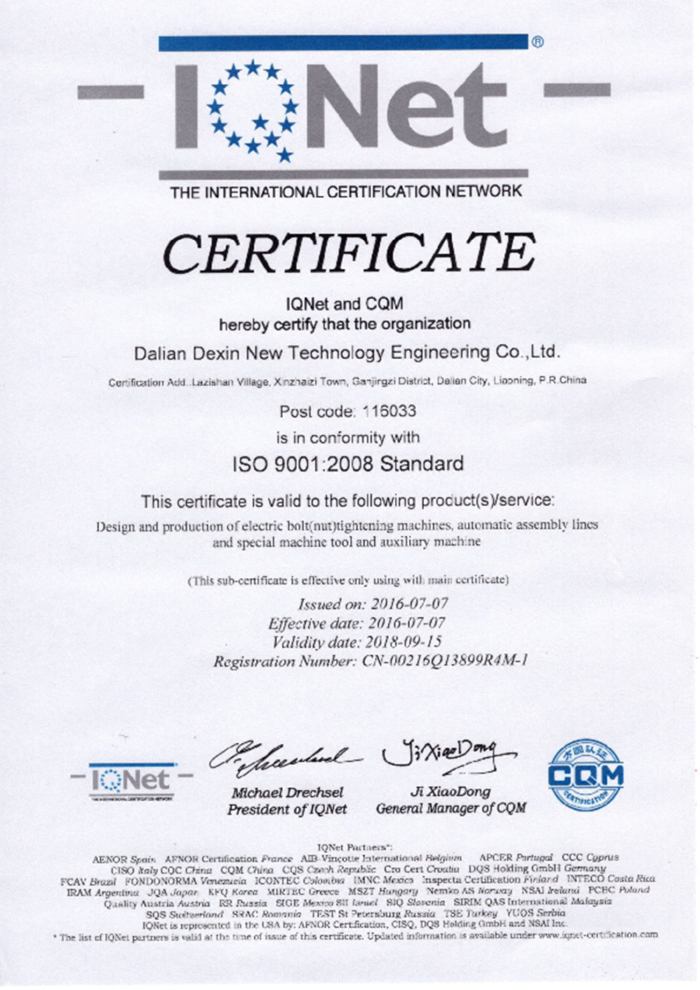 IQNet ®
THE INTERNATIONAL CERTIFICATION NETWORK
CERTIFICATE
IQNet and CQM
hereby certify that the organization
Dalian Dexin New Technology Engineering Co.,Ltd.
Certification Add.:Lazishan Village, Xinzhaizi Town, Ganjingzi District, Dalian City, Liaoning, P.R.China
Post code: 116033
is in conformity with
ISO 9001:2008 Standard
This certificate is valid to the following product(s)/service:
Design and production of electric bolt(nut)tightening machines, automatic assembly lines
and special machine tool and auxiliary machine
(This sub-certificate is effective only using with main certificate)
Issued on: 2016-07-07
Effective date: 2016-07-07
Validity date: 2018-09-15
Registration Number: CN-00216Q13899R4M-1
IQNet
THE INTERNATIONAL CERTIFICATION NETWORK
Michael Drechsel
President of IQNet
Ji XiaoDong
Ji XiaoDong
General Manager of CQM
方圆认证
CQM
CERTIFICATION
IQNet Partners*:
AENOR Spain AFNOR Certification France AIB-Vinçotte International Belgium APCER Portugal CCC Cyprus
CISQ Italy CQC China CQM China CQS Czech Republic Cro Cert Croatia DQS Holding GmbH Germany
FCAV Brazil FONDONORMA Venezuela ICONTEC Colombia IMNC Mexico Inspecta Certification Finland INTECO Costa Rica
IRAM Argentina JQA Japan KFQ Korea MIRTEC Greece MSZT Hungary Nemko AS Norway NSAI Ireland PCBC Poland
Quality Austria Austria RR Russia SIGE Mexico SII Israel SIQ Slovenia SIRIM QAS International Malaysia
SQS Switzerland SRAC Romania TEST St Petersburg Russia TSE Turkey YUQS Serbia
IQNet is represented in the USA by: AFNOR Certification, CISQ, DQS Holding GmbH and NSAI Inc.
* The list of IQNet partners is valid at the time of issue of this certificate. Updated information is available under www.iqnet-certification.com